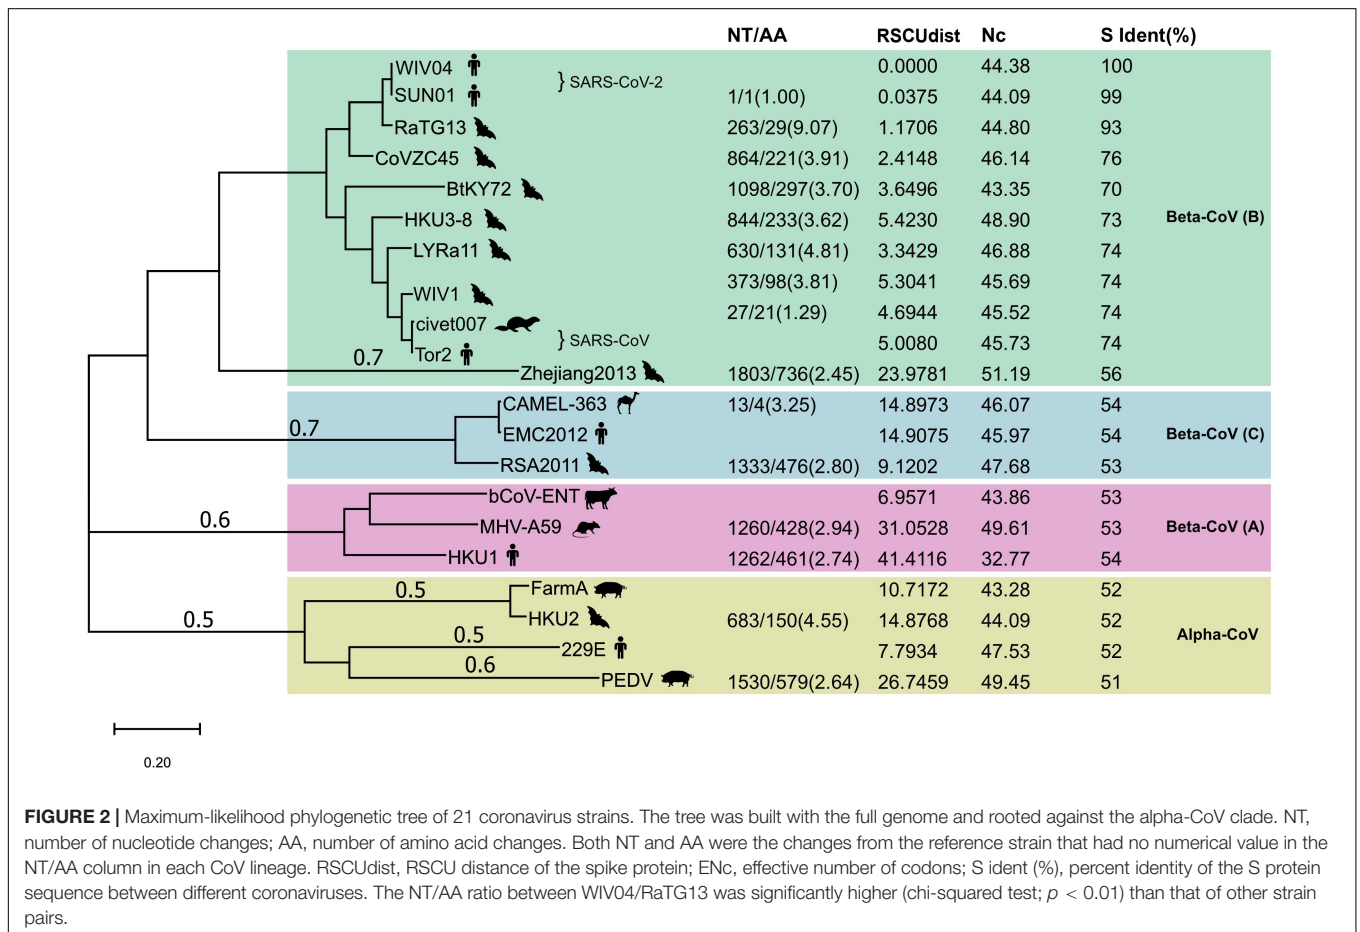 NT/AA RSCUdist Nc S Ident(%)
WIV04 } SARS-CoV-2 0.0000 44.38 100
SUN01 1/1(1.00) 0.0375 44.09 99
RaTG13 263/29(9.07) 1.1706 44.80 93
CoVZC45 864/221(3.91) 2.4148 46.14 76
BtKY72 1098/297(3.70) 3.6496 43.35 70
HKU3-8 844/233(3.62) 5.4230 48.90 73 Beta-CoV (B)
LYRa11 630/131(4.81) 3.3429 46.88 74
WIV1 373/98(3.81) 5.3041 45.69 74
civet007 27/21(1.29) 4.6944 45.52 74
Tor2 } SARS-CoV 5.0080 45.73 74
0.7 Zhejiang2013 1803/736(2.45) 23.9781 51.19 56
CAMEL-363 13/4(3.25) 14.8973 46.07 54
0.7 EMC2012 14.9075 45.97 54 Beta-CoV (C)
RSA2011 1333/476(2.80) 9.1202 47.68 53
bCoV-ENT 6.9571 43.86 53
0.6 MHV-A59 1260/428(2.94) 31.0528 49.61 53 Beta-CoV (A)
HKU1 1262/461(2.74) 41.4116 32.77 54
0.5 FarmA 10.7172 43.28 52
0.5 HKU2 683/150(4.55) 14.8768 44.09 52 Alpha-CoV
0.5 229E 7.7934 47.53 52
0.6 PEDV 1530/579(2.64) 26.7459 49.45 51
0.20
FIGURE 2 | Maximum-likelihood phylogenetic tree of 21 coronavirus strains. The tree was built with the full genome and rooted against the alpha-CoV clade. NT,
number of nucleotide changes; AA, number of amino acid changes. Both NT and AA were the changes from the reference strain that had no numerical value in the
NT/AA column in each CoV lineage. RSCUdist, RSCU distance of the spike protein; ENc, effective number of codons; S ident (%), percent identity of the S protein
sequence between different coronaviruses. The NT/AA ratio between WIV04/RaTG13 was significantly higher (chi-squared test; p < 0.01) than that of other strain
pairs.